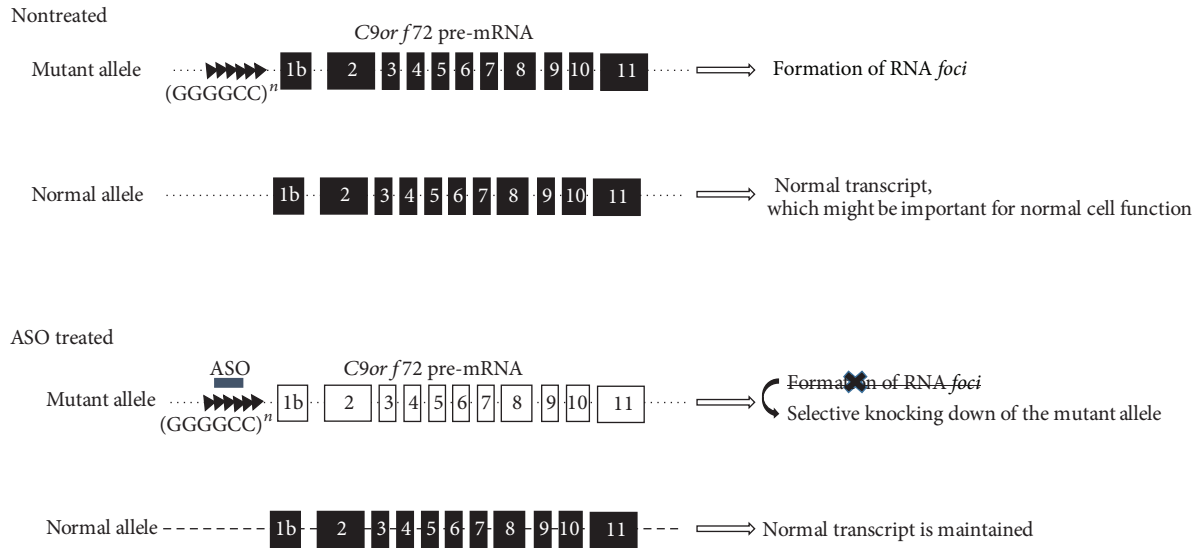 Nontreated
C9orf72 pre-mRNA
Mutant allele 1b 2 3 4 5 6 7 8 9 10 11 Formation of RNA foci
(GGGGCC)n
Normal allele 1b 2 3 4 5 6 7 8 9 10 11 Normal transcript,
which might be important for normal cell function
ASO treated
ASO
C9orf72 pre-mRNA
Formation of RNA foci
Mutant allele 1b 2 3 4 5 6 7 8 9 10 11
Selective knocking down of the mutant allele
(GGGGCC)n
Normal allele 1b 2 3 4 5 6 7 8 9 10 11 Normal transcript is maintained